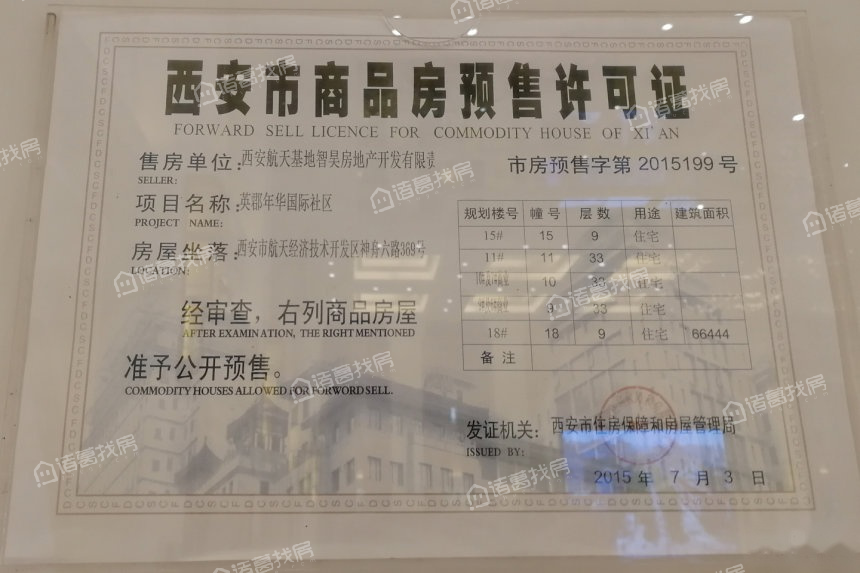 西安市商品房预售许可证
FORWARD SELL LICENCE FOR COMMODITY HOUSE OF XI'AN
售房单位:西安航天基地智昊房地产开发有限责
SELLER:
市房预售字第 2015199 号
项目名称:英郡年华国际社区
PROJECT NAME:
房屋坐落:西安市航天经济技术开发区神舟六路369号
LOCATION:
经审查，右列商品房屋
AFTER EXAMINATION, THE RIGHT MENTIONED
准予公开预售。
COMMODITY HOUSES ALLOWED FOR FORWORD SELL.
规划楼号 幢号 层数 用途 建筑面积
15# 15 9 住宅
11# 11 33 住宅
10 33 住宅
9 33 住宅
18# 18 9 住宅 66444
备注
发证机关: 西安市住房保障和房屋管理局
ISSUED BY:
2015 年 7 月 3 日
诸葛找房